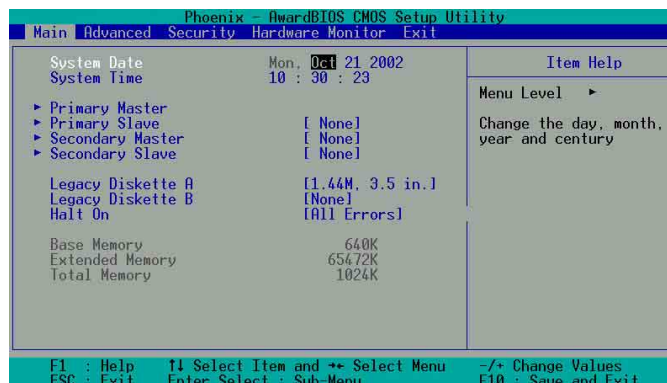 Phoenix - AwardBIOS CMOS Setup Utility
Main Advanced Security Hardware Monitor Exit
System Date Mon, Oct 21 2002
System Time 10 : 30 : 23
Item Help
Menu Level ►
► Primary Master
► Primary Slave [ None]
► Secondary Master [ None]
► Secondary Slave [ None]
Change the day, month,
year and century
Legacy Diskette A [1.44M, 3.5 in.]
Legacy Diskette B [None]
Halt On [All Errors]
Base Memory 640K
Extended Memory 65472K
Total Memory 1024K
F1 : Help ↑↓ Select Item and →← Select Menu -/+ Change Values
ESC : Exit Enter Select : Sub-Menu F10 : Save and Exit